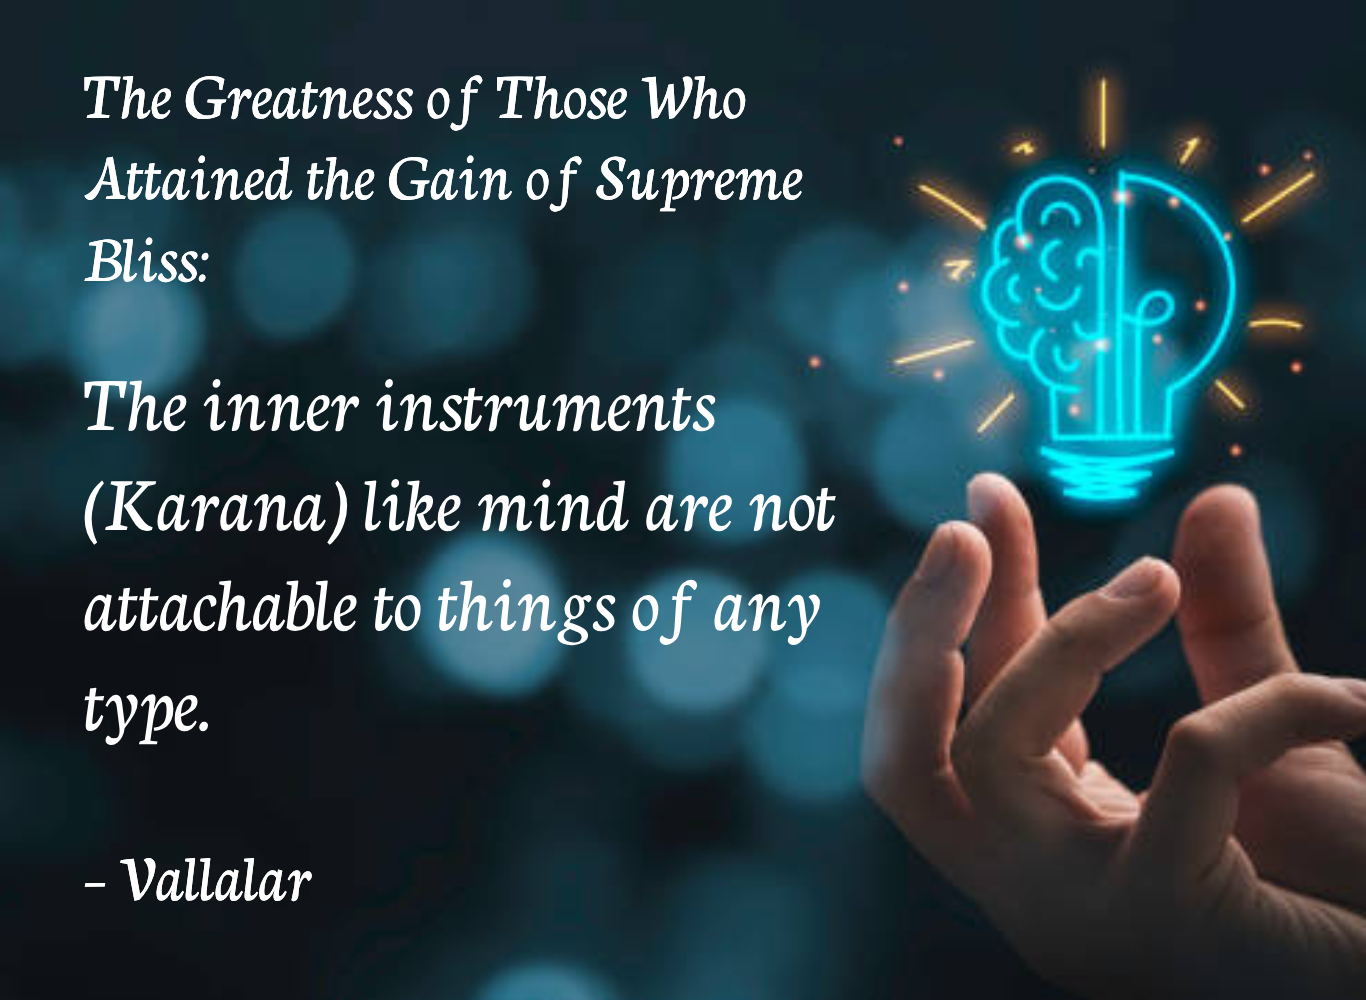 The Greatness of Those Who
Attained the Gain of Supreme
Bliss:
The inner instruments
(Karana) like mind are not
attachable to things of any
type.
– Vallalar